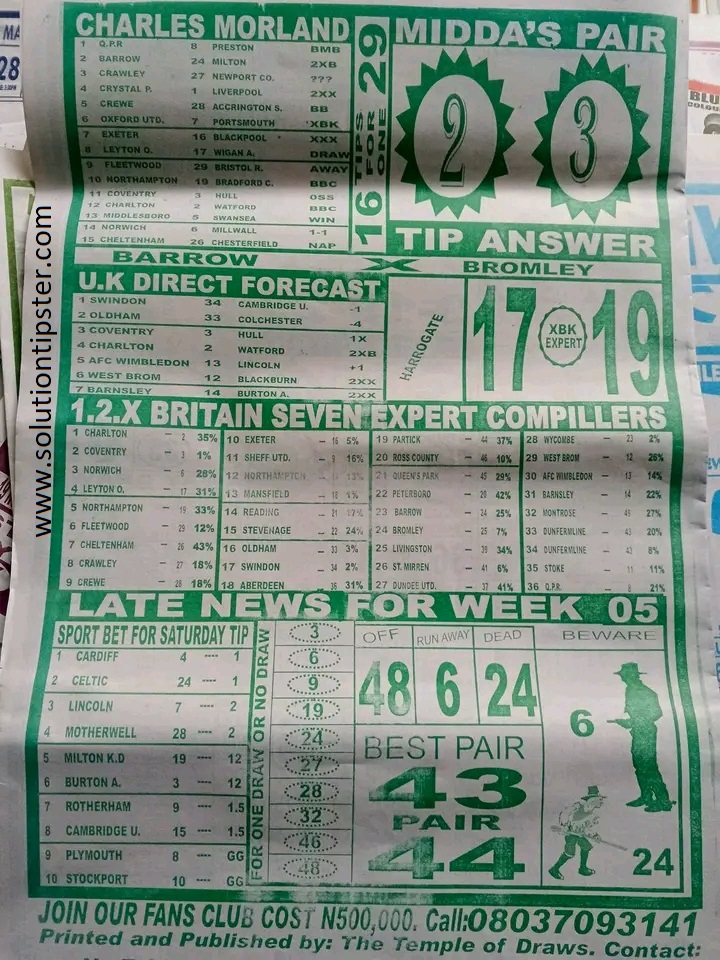 MA
28
CHARLES MORLAND
1 Q.P.R 8 PRESTON BMB
2 BARROW 24 MILTON 2XB
3 CRAWLEY 27 NEWPORT CO. ???
4 CRYSTAL P. 1 LIVERPOOL 2XX
5 CREWE 28 ACCRINGTON S. BB
6 OXFORD UTD. 7 PORTSMOUTH XBK
7 EXETER 16 BLACKPOOL XXX
8 LEYTON O. 17 WIGAN A. DRAW
9 FLEETWOOD 29 BRISTOL R. AWAY
10 NORTHAMPTON 19 BRADFORD C. BBC
11 COVENTRY 3 HULL OSS
12 CHARLTON 2 WATFORD BBC
13 MIDDLESBORO 5 SWANSEA WIN
14 NORWICH 6 MILLWALL 1-1
15 CHELTENHAM 26 CHESTERFIELD NAP
16 TIPS FOR ONE 29
MIDDA'S PAIR
2 3
TIP ANSWER
BARROW X BROMLEY
U.K DIRECT FORECAST
1 SWINDON 34 CAMBRIDGE U. -1
2 OLDHAM 33 COLCHESTER -4
3 COVENTRY 3 HULL 1X
4 CHARLTON 2 WATFORD 2XB
5 AFC WIMBLEDON 13 LINCOLN +1
6 WEST BROM 12 BLACKBURN 2XX
7 BARNSLEY 14 BURTON A. 2XX
HARROGATE
17 XBK EXPERT 19
1.2.X BRITAIN SEVEN EXPERT COMPILLERS
1 CHARLTON - 2 35%
2 COVENTRY - 3 1%
3 NORWICH - 6 28%
4 LEYTON O. - 17 31%
5 NORTHAMPTON - 19 33%
6 FLEETWOOD - 29 12%
7 CHELTENHAM - 26 43%
8 CRAWLEY - 27 18%
9 CREWE - 28 18%
10 EXETER - 16 5%
11 SHEFF UTD. - 9 16%
12 NORTHAMPTON - 13%
13 MANSFIELD - 18 1%
14 READING - 21
15 STEVENAGE - 22 24%
16 OLDHAM - 33 3%
17 SWINDON - 34 2%
18 ABERDEEN 31%
19 PARTICK - 44 37%
20 ROSS COUNTY - 46 10%
21 QUEEN'S PARK - 45 29%
22 PETERBORO - 20 42%
23 BARROW - 24 25%
24 BROMLEY - 25 7%
25 LIVINGSTON - 39 34%
26 ST. MIRREN - 41 6%
27 DUNDEE UTD. - 37 41%
28 WYCOMBE - 23 2%
29 WEST BROM - 12 26%
30 AFC WIMBLEDON - 13 14%
31 BARNSLEY - 14 22%
32 MONTROSE - 48 27%
33 DUNFERMLINE - 43 20%
34 DUNFERMLINE - 43 8%
35 STOKE - 11 11%
36 Q.P.R. - 8 21%
LATE NEWS FOR WEEK 05
SPORT BET FOR SATURDAY TIP
1 CARDIFF 4 ---- 1
2 CELTIC 24 ---- 1
3 LINCOLN 7 ---- 2
4 MOTHERWELL 28 ---- 2
5 MILTON K.D 19 ---- 12
6 BURTON A. 3 ---- 12
7 ROTHERHAM 9 ---- 1.5
8 CAMBRIDGE U. 15 ---- 1.5
9 PLYMOUTH 8 ---- GG
10 STOCKPORT 10 ---- GG
FOR ONE DRAW OR NO DRAW
3
6
9
19
24
27
28
32
46
48
OFF RUN AWAY DEAD
48 6 24
BEST PAIR
43
PAIR
44
BEWARE
6
24
JOIN OUR FANS CLUB COST N500,000. Call:08037093141
Printed and Published by: The Temple of Draws. Contact:
www.solutiontipster.com